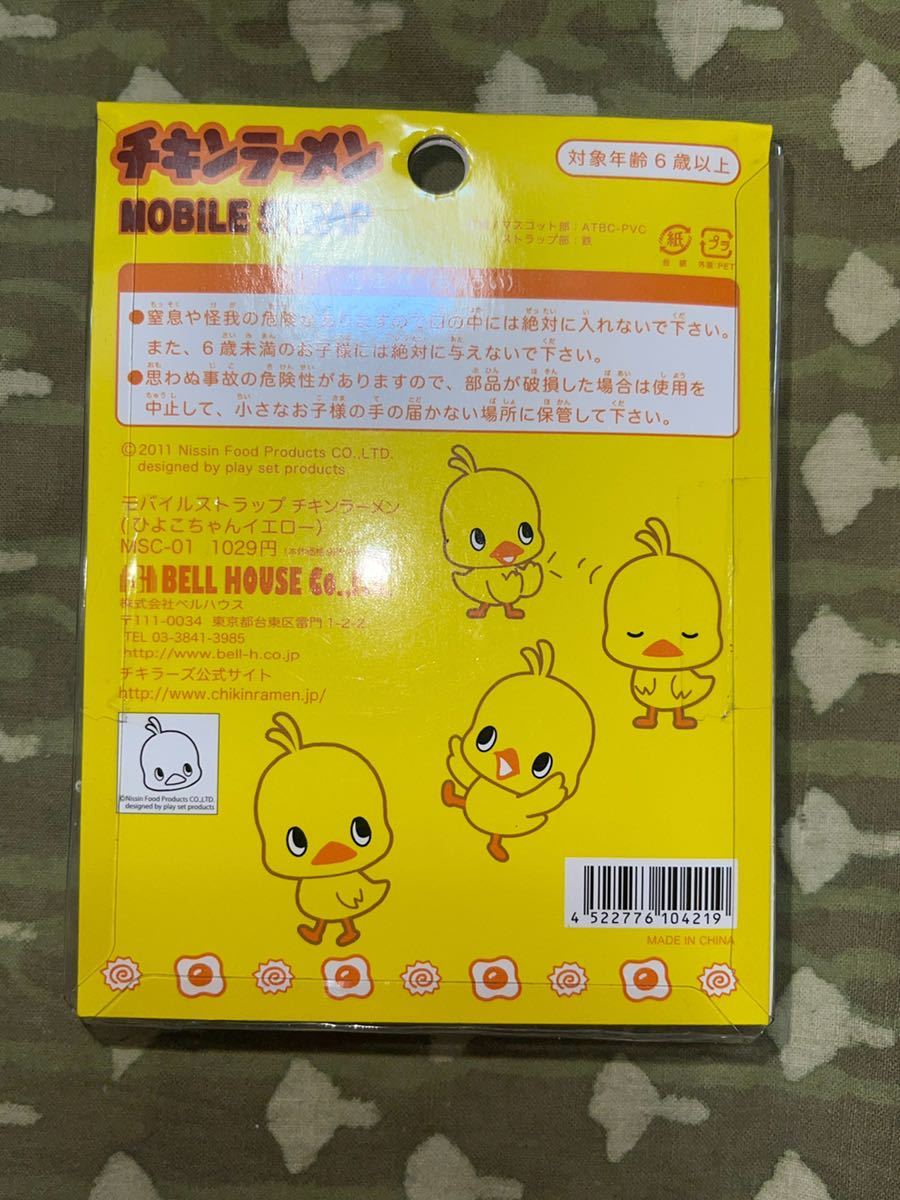 チキンラーメン
MOBILE STRAP
対象年齢6歳以上
マスコット部：ATBC-PVC
ストラップ部：鉄
紙
台紙
プラ
外装：PET
●窒息や怪我の危険がありますので口の中には絶対に入れないで下さい。
また、6歳未満のお子様には絶対に与えないで下さい。
●思わぬ事故の危険性がありますので、部品が破損した場合は使用を
中止して、小さなお子様の手の届かない場所に保管して下さい。
©2011 Nissin Food Products CO.,LTD.
designed by play set products
モバイルストラップ チキンラーメン
(ひよこちゃんイエロー)
MSC-01 1029円
BELL HOUSE Co.,
株式会社ベルハウス
〒111-0034 東京都台東区雷門1-2-2
TEL 03-3841-3985
http://www.bell-h.co.jp
チキラーズ公式サイト
http://www.chikinramen.jp/
©Nissin Food Products CO.,LTD.
designed by play set products
4 522776 104219
MADE IN CHINA